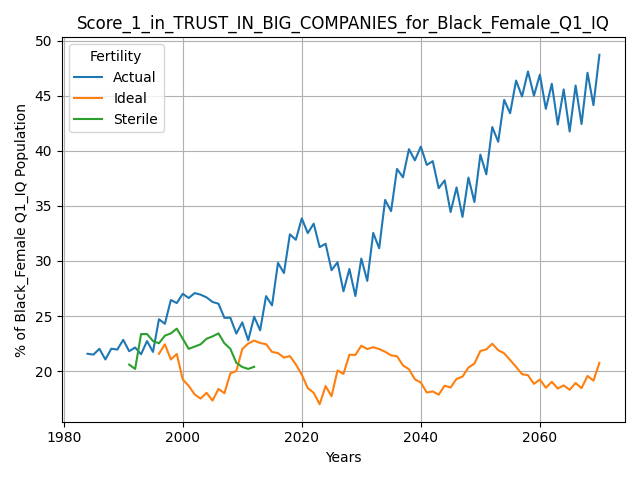 Score_1_in_TRUST_IN_BIG_COMPANIES_for_Black_Female_Q1_IQ
Fertility
Actual
Ideal
Sterile
% of Black_Female Q1_IQ Population
50
45
40
35
30
25
20
1980
2000
2020
2040
2060
Years